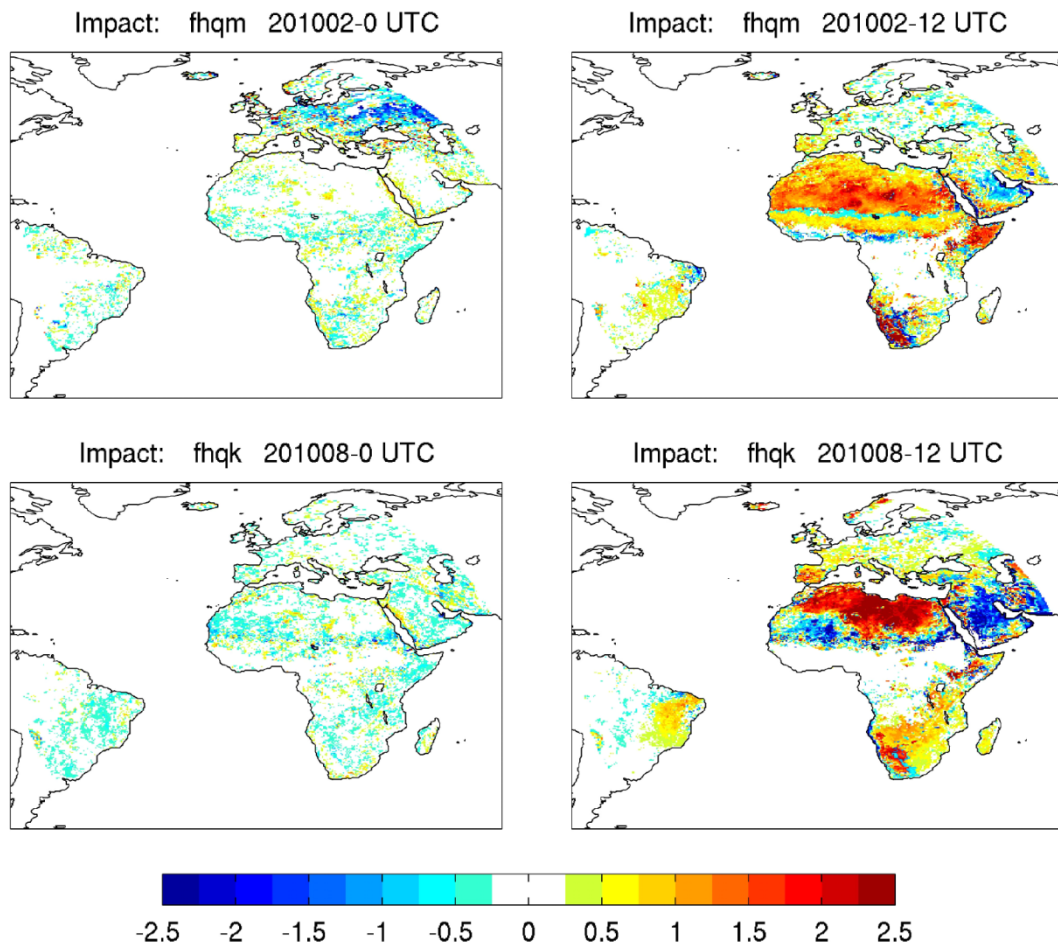 Impact: fhqm 201002-0 UTC
Impact: fhqm 201002-12 UTC
Impact: fhqk 201008-0 UTC
Impact: fhqk 201008-12 UTC
-2.5 -2 -1.5 -1 -0.5 0 0.5 1 1.5 2 2.5